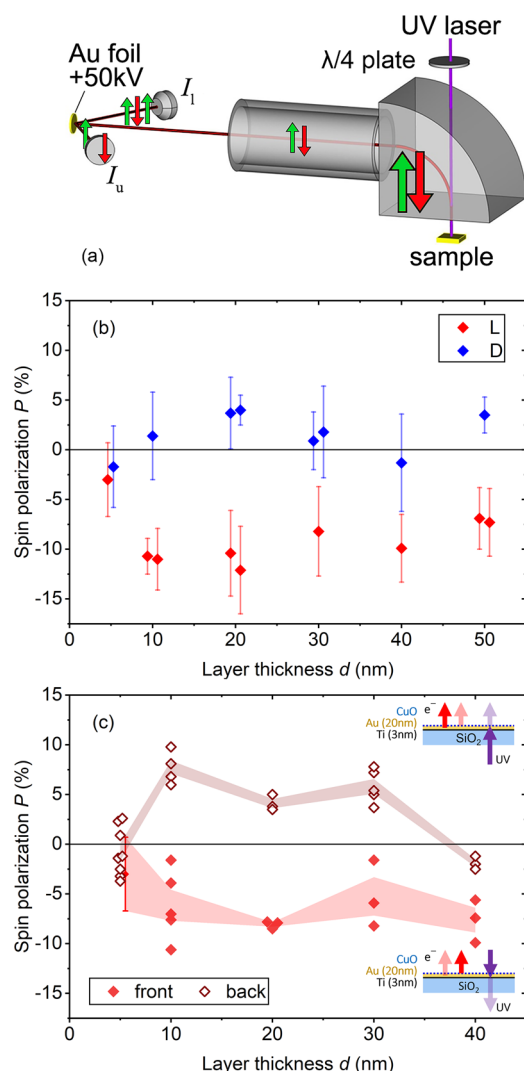 UV laser
Au foil
+50kV
λ/4 plate
I_l
I_u
sample
(a)
(b)
L
D
Spin polarization P (%)
15
10
5
0
-5
-10
-15
0 10 20 30 40 50
Layer thickness d (nm)
(c)
CuO
e⁻
Au (20nm)
Ti (3nm)
SiO₂
UV
Spin polarization P (%)
15
10
5
0
-5
-10
-15
CuO
e⁻
Au (20nm)
Ti (3nm)
SiO₂
UV
front back
0 10 20 30 40
Layer thickness d (nm)